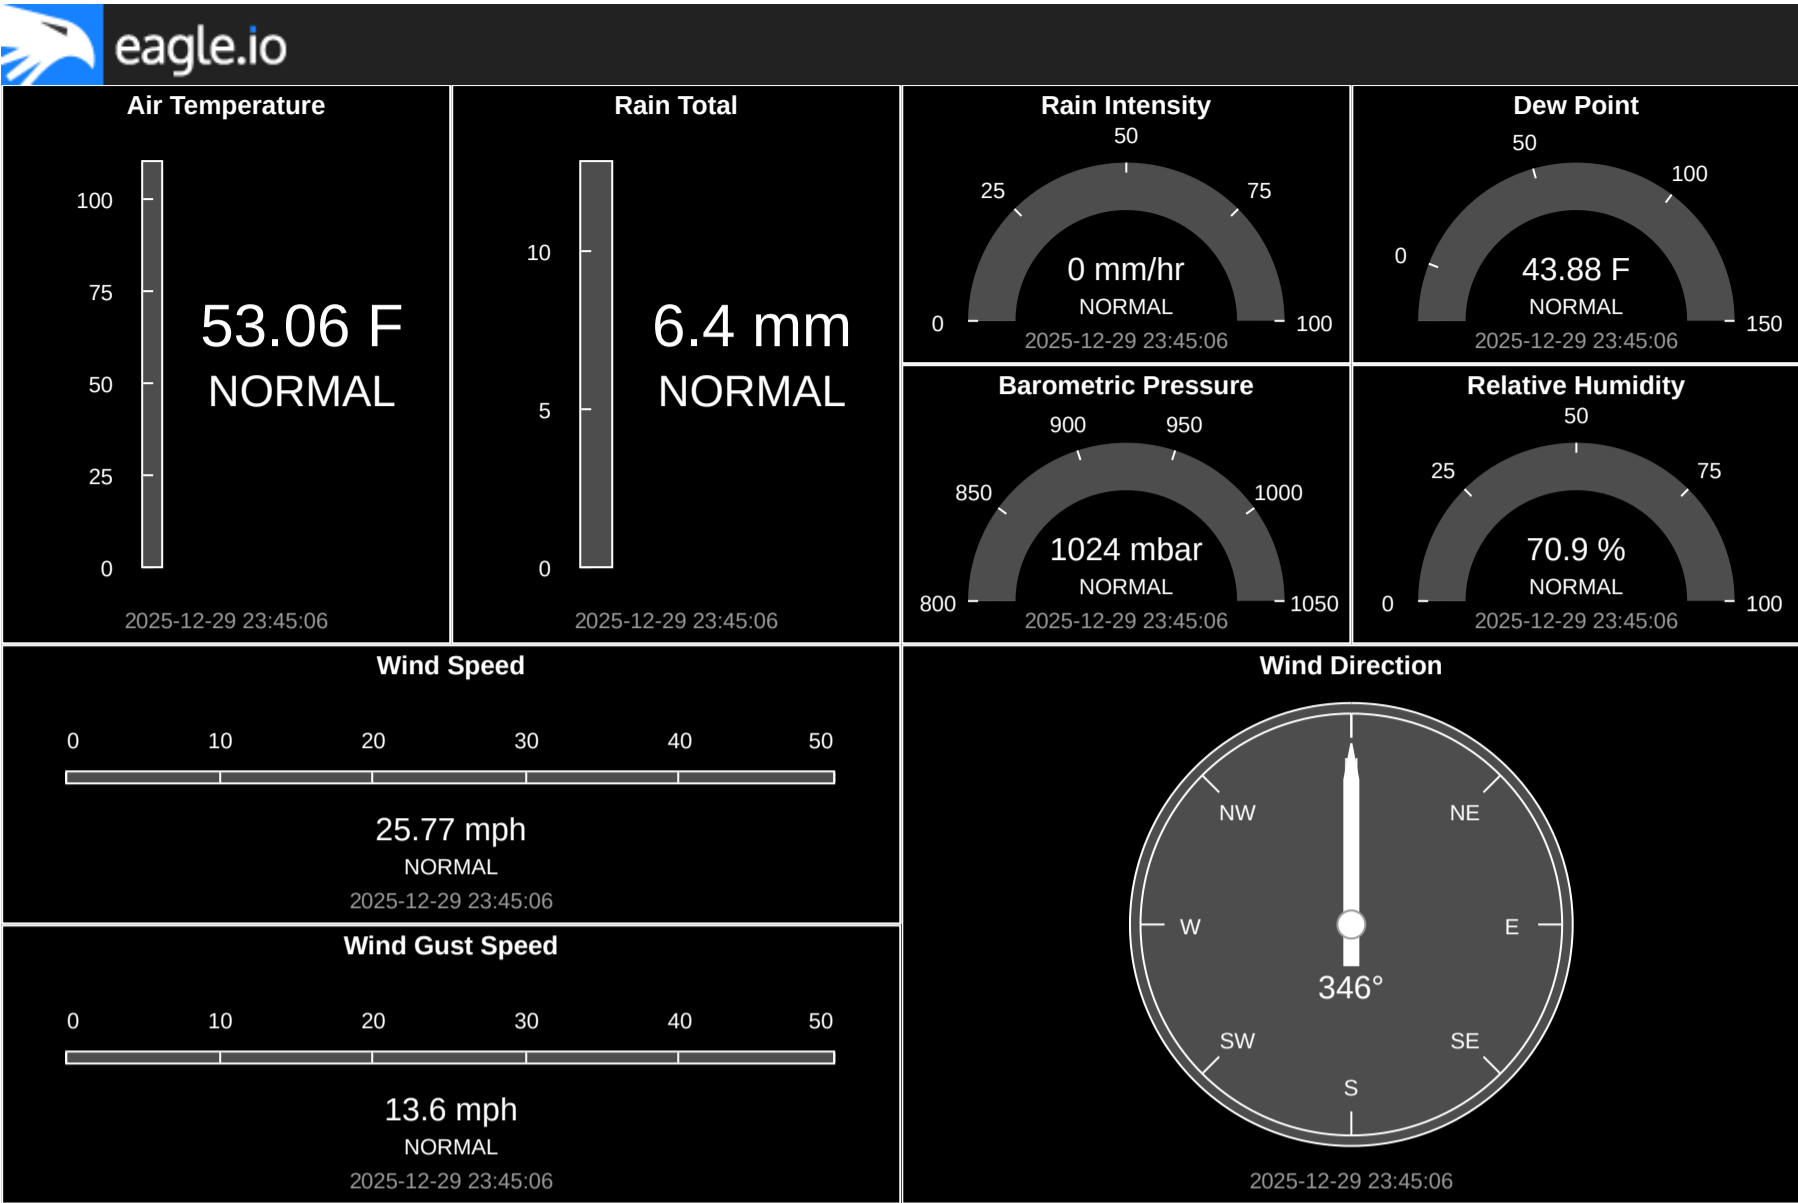 eagle.io
Air Temperature
100
75
50
25
0
53.06 F
NORMAL
2025-12-29 23:45:06
Rain Total
10
5
0
6.4 mm
NORMAL
2025-12-29 23:45:06
Rain Intensity
0
25
50
75
100
0 mm/hr
NORMAL
2025-12-29 23:45:06
Dew Point
0
50
100
150
43.88 F
NORMAL
2025-12-29 23:45:06
Barometric Pressure
800
850
900
950
1000
1050
1024 mbar
NORMAL
2025-12-29 23:45:06
Relative Humidity
0
25
50
75
100
70.9 %
NORMAL
2025-12-29 23:45:06
Wind Speed
0 10 20 30 40 50
25.77 mph
NORMAL
2025-12-29 23:45:06
Wind Gust Speed
0 10 20 30 40 50
13.6 mph
NORMAL
2025-12-29 23:45:06
Wind Direction
NW NE
W E
346°
SW SE
S
2025-12-29 23:45:06